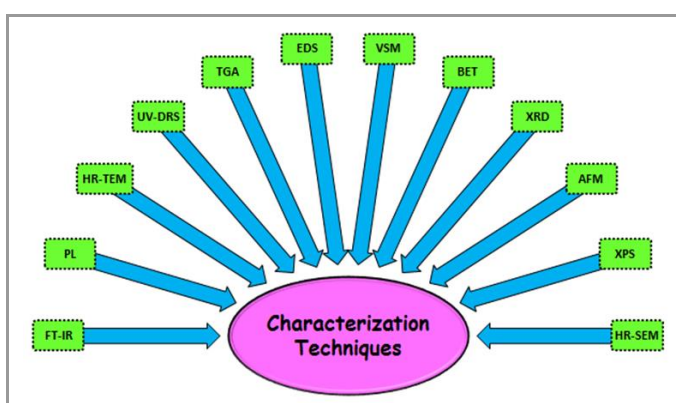 EDS
VSM
TGA
BET
UV-DRS
XRD
HR-TEM
AFM
PL
XPS
FT-IR
Characterization
Techniques
HR-SEM